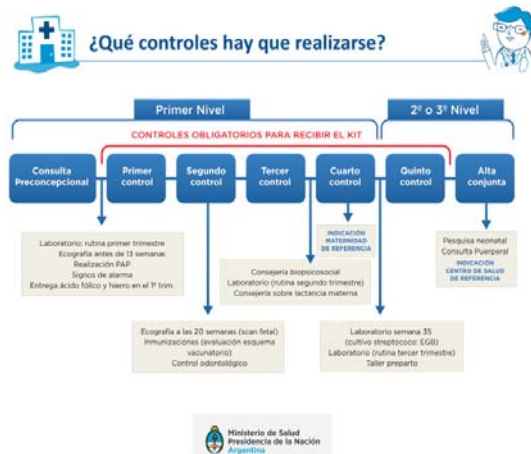 ¿Qué controles hay que realizarse?
Primer Nivel
2º o 3º Nivel
CONTROLES OBLIGATORIOS PARA RECIBIR EL KIT
Consulta
Preconcepcional
Primer
control
Segundo
control
Tercer
control
Cuarto
control
Quinto
control
Alta
conjunta
Laboratorio: rutina primer trimestre
Ecografía antes de 13 semanas
Realización PAP
Signos de alarma
Entrega ácido fólico y hierro en el 1º trim.
Ecografía a las 20 semanas (scan fetal)
Inmunizaciones (evaluación esquema
vacunatorio)
Control odontológico
Consejería biopsicosocial
Laboratorio (rutina segundo trimestre)
Consejería sobre lactancia materna
INDICACIÓN
MATERNIDAD
DE REFERENCIA
Laboratorio semana 35
(cultivo streptococo: EGB)
Laboratorio (rutina tercer trimestre)
Taller preparto
Pesquisa neonatal
Consulta Puerperal
INDICACIÓN
CENTRO DE SALUD
DE REFERENCIA
Ministerio de Salud
Presidencia de la Nación
Argentina